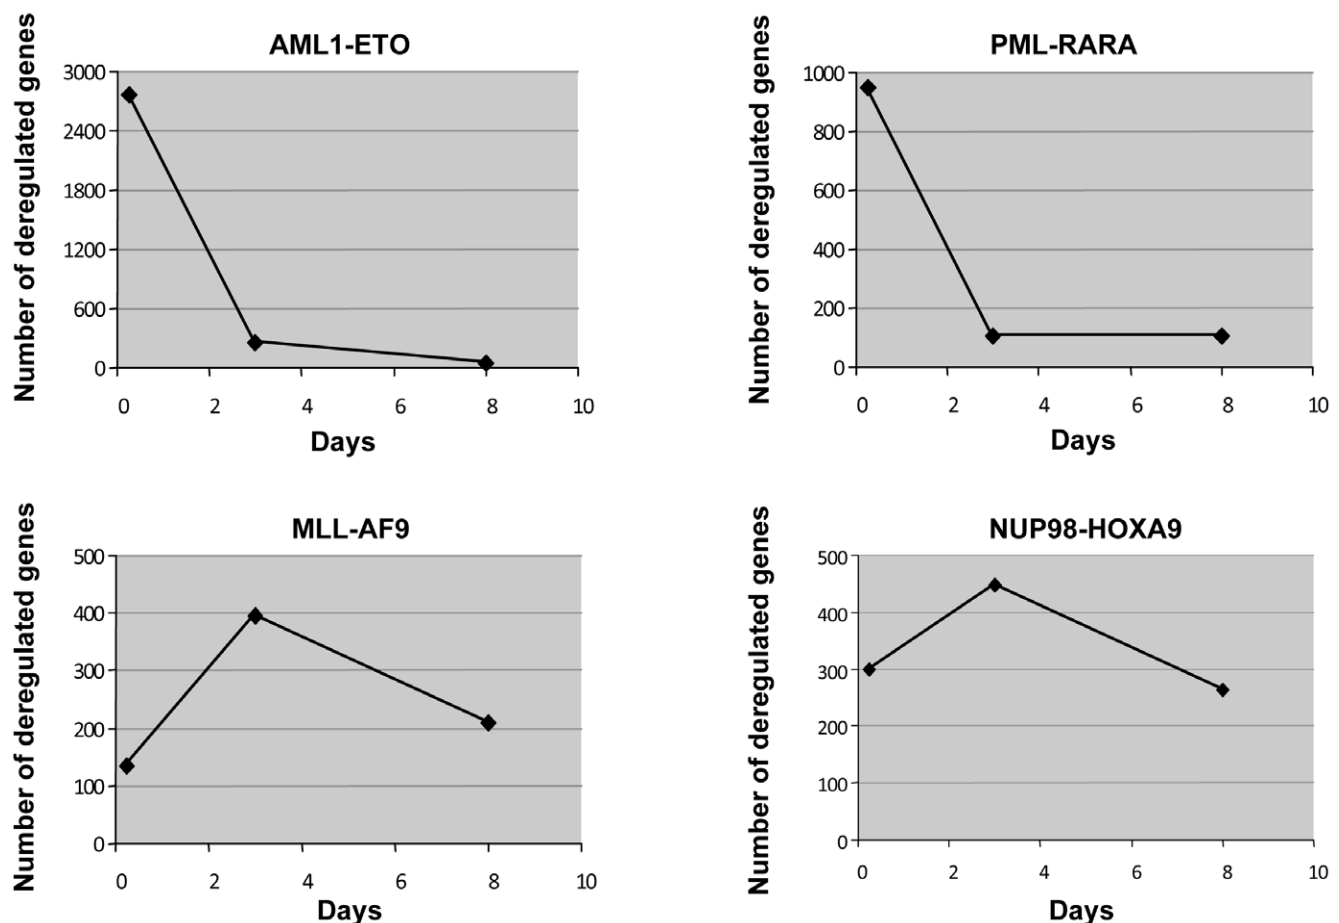 AML1-ETO
Number of deregulated genes
3000
2400
1800
1200
600
0
0 2 4 6 8 10
Days
PML-RARA
Number of deregulated genes
1000
800
600
400
200
0
0 2 4 6 8 10
Days
MLL-AF9
Number of deregulated genes
500
400
300
200
100
0
0 2 4 6 8 10
Days
NUP98-HOXA9
Number of deregulated genes
500
400
300
200
100
0
0 2 4 6 8 10
Days